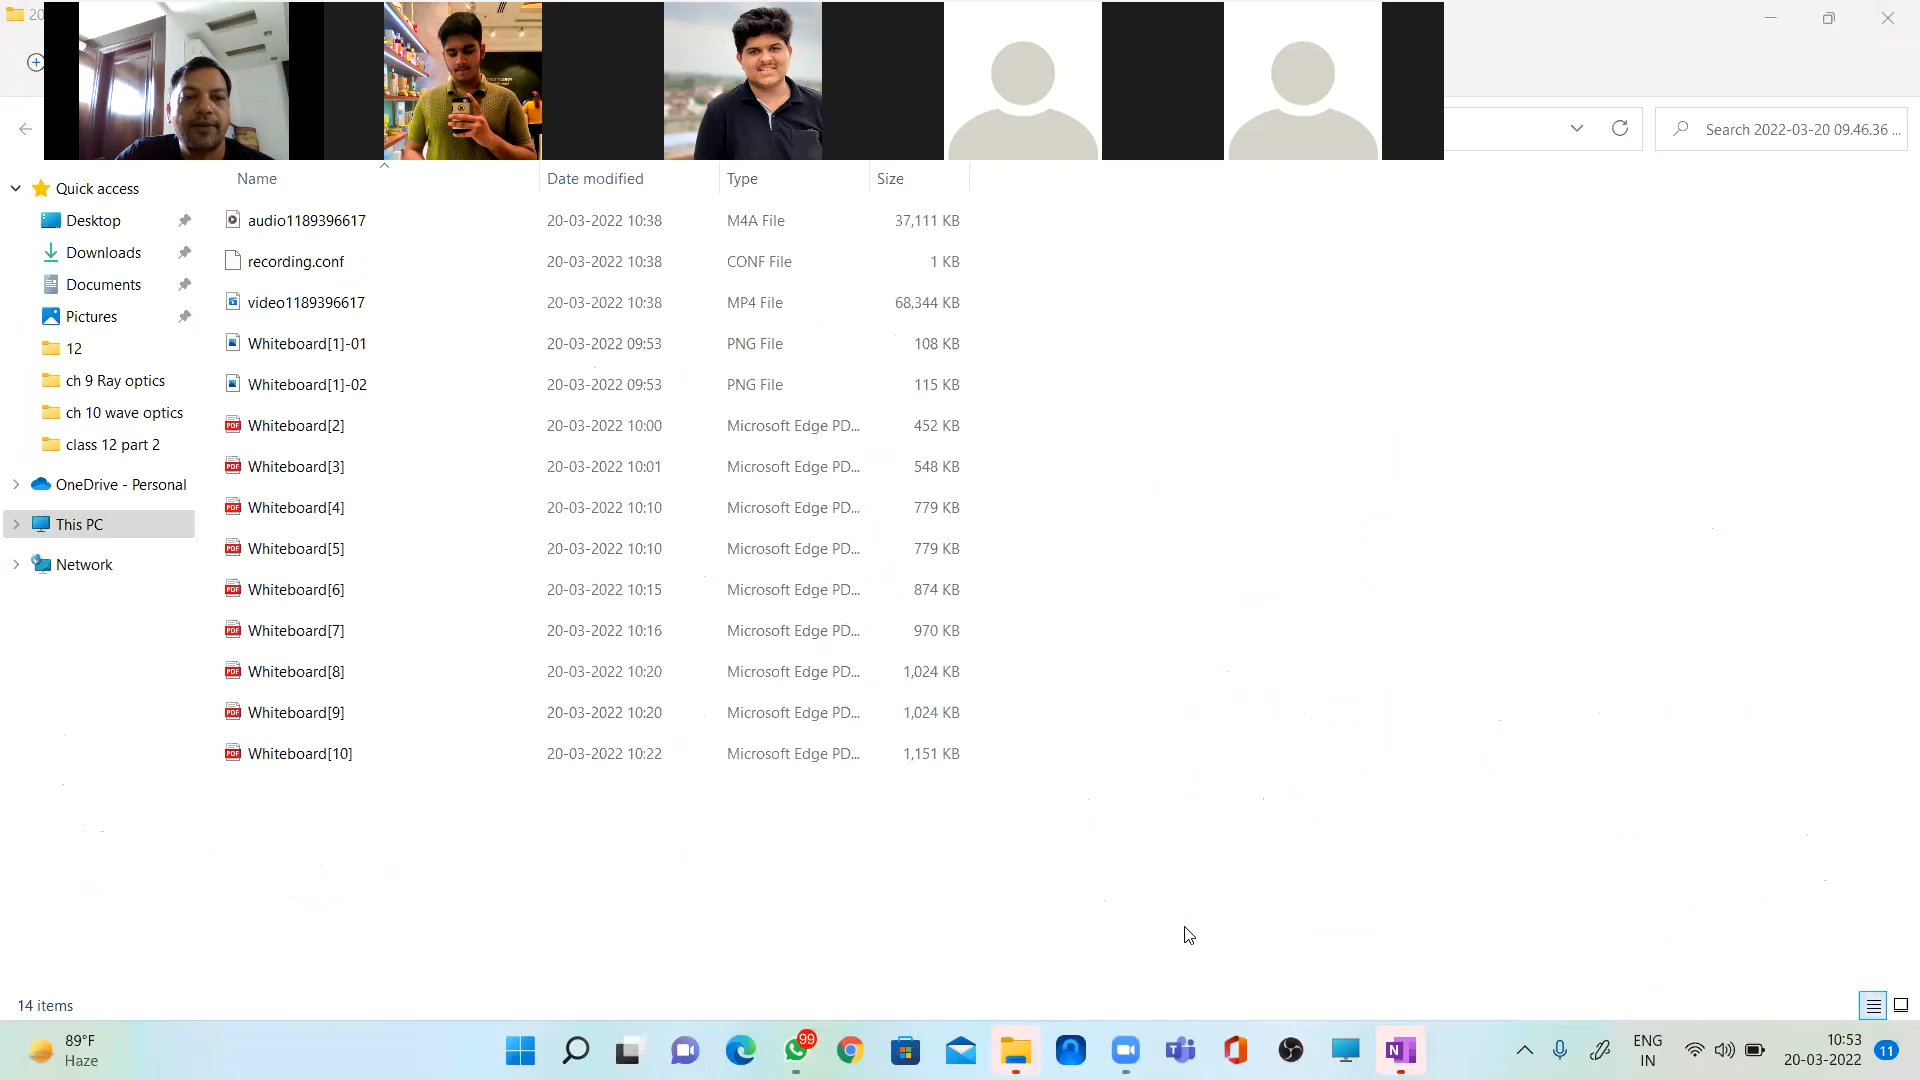 20
Search 2022-03-20 09.46.36 ...
Name Date modified Type Size
Quick access
Desktop
Downloads
Documents
Pictures
12
ch 9 Ray optics
ch 10 wave optics
class 12 part 2
OneDrive - Personal
This PC
Network
audio1189396617 20-03-2022 10:38 M4A File 37,111 KB
recording.conf 20-03-2022 10:38 CONF File 1 KB
video1189396617 20-03-2022 10:38 MP4 File 68,344 KB
Whiteboard[1]-01 20-03-2022 09:53 PNG File 108 KB
Whiteboard[1]-02 20-03-2022 09:53 PNG File 115 KB
Whiteboard[2] 20-03-2022 10:00 Microsoft Edge PD... 452 KB
Whiteboard[3] 20-03-2022 10:01 Microsoft Edge PD... 548 KB
Whiteboard[4] 20-03-2022 10:10 Microsoft Edge PD... 779 KB
Whiteboard[5] 20-03-2022 10:10 Microsoft Edge PD... 779 KB
Whiteboard[6] 20-03-2022 10:15 Microsoft Edge PD... 874 KB
Whiteboard[7] 20-03-2022 10:16 Microsoft Edge PD... 970 KB
Whiteboard[8] 20-03-2022 10:20 Microsoft Edge PD... 1,024 KB
Whiteboard[9] 20-03-2022 10:20 Microsoft Edge PD... 1,024 KB
Whiteboard[10] 20-03-2022 10:22 Microsoft Edge PD... 1,151 KB
14 items
89°F
Haze
99
ENG
IN
10:53
20-03-2022
11